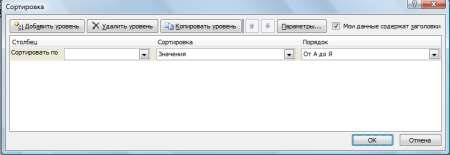 Сортировка
Добавить уровень Удалить уровень Копировать уровень Параметры... Мои данные содержат заголовки
Столбец Сортировка Порядок
Сортировать по Значения От А до Я
ОК Отмена